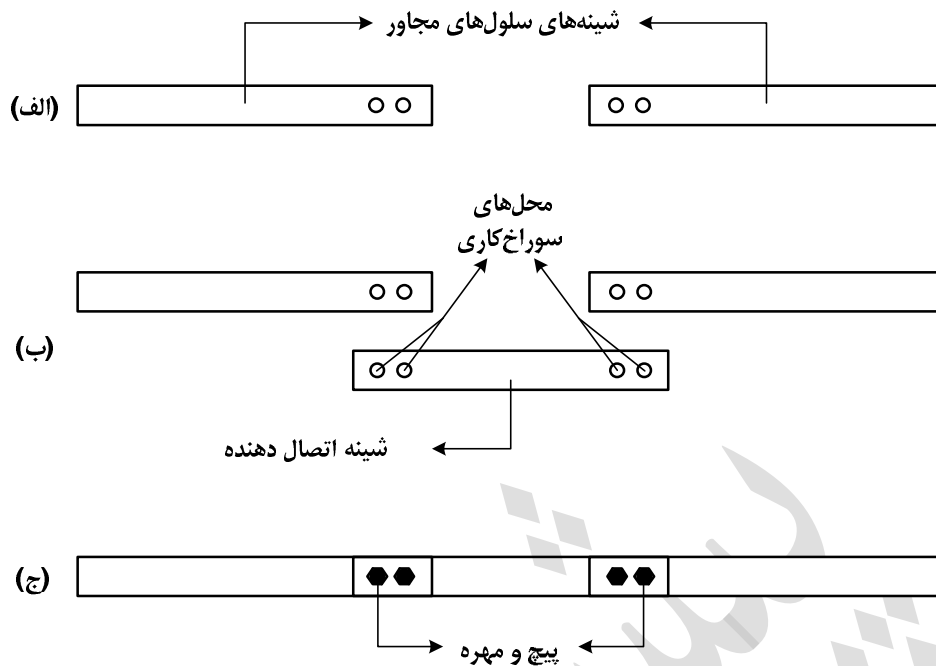 شینه‌های سلول‌های مجاور
(الف)
محل‌های
سوراخ‌کاری
(ب)
شینه اتصال دهنده
(ج)
پیچ و مهره